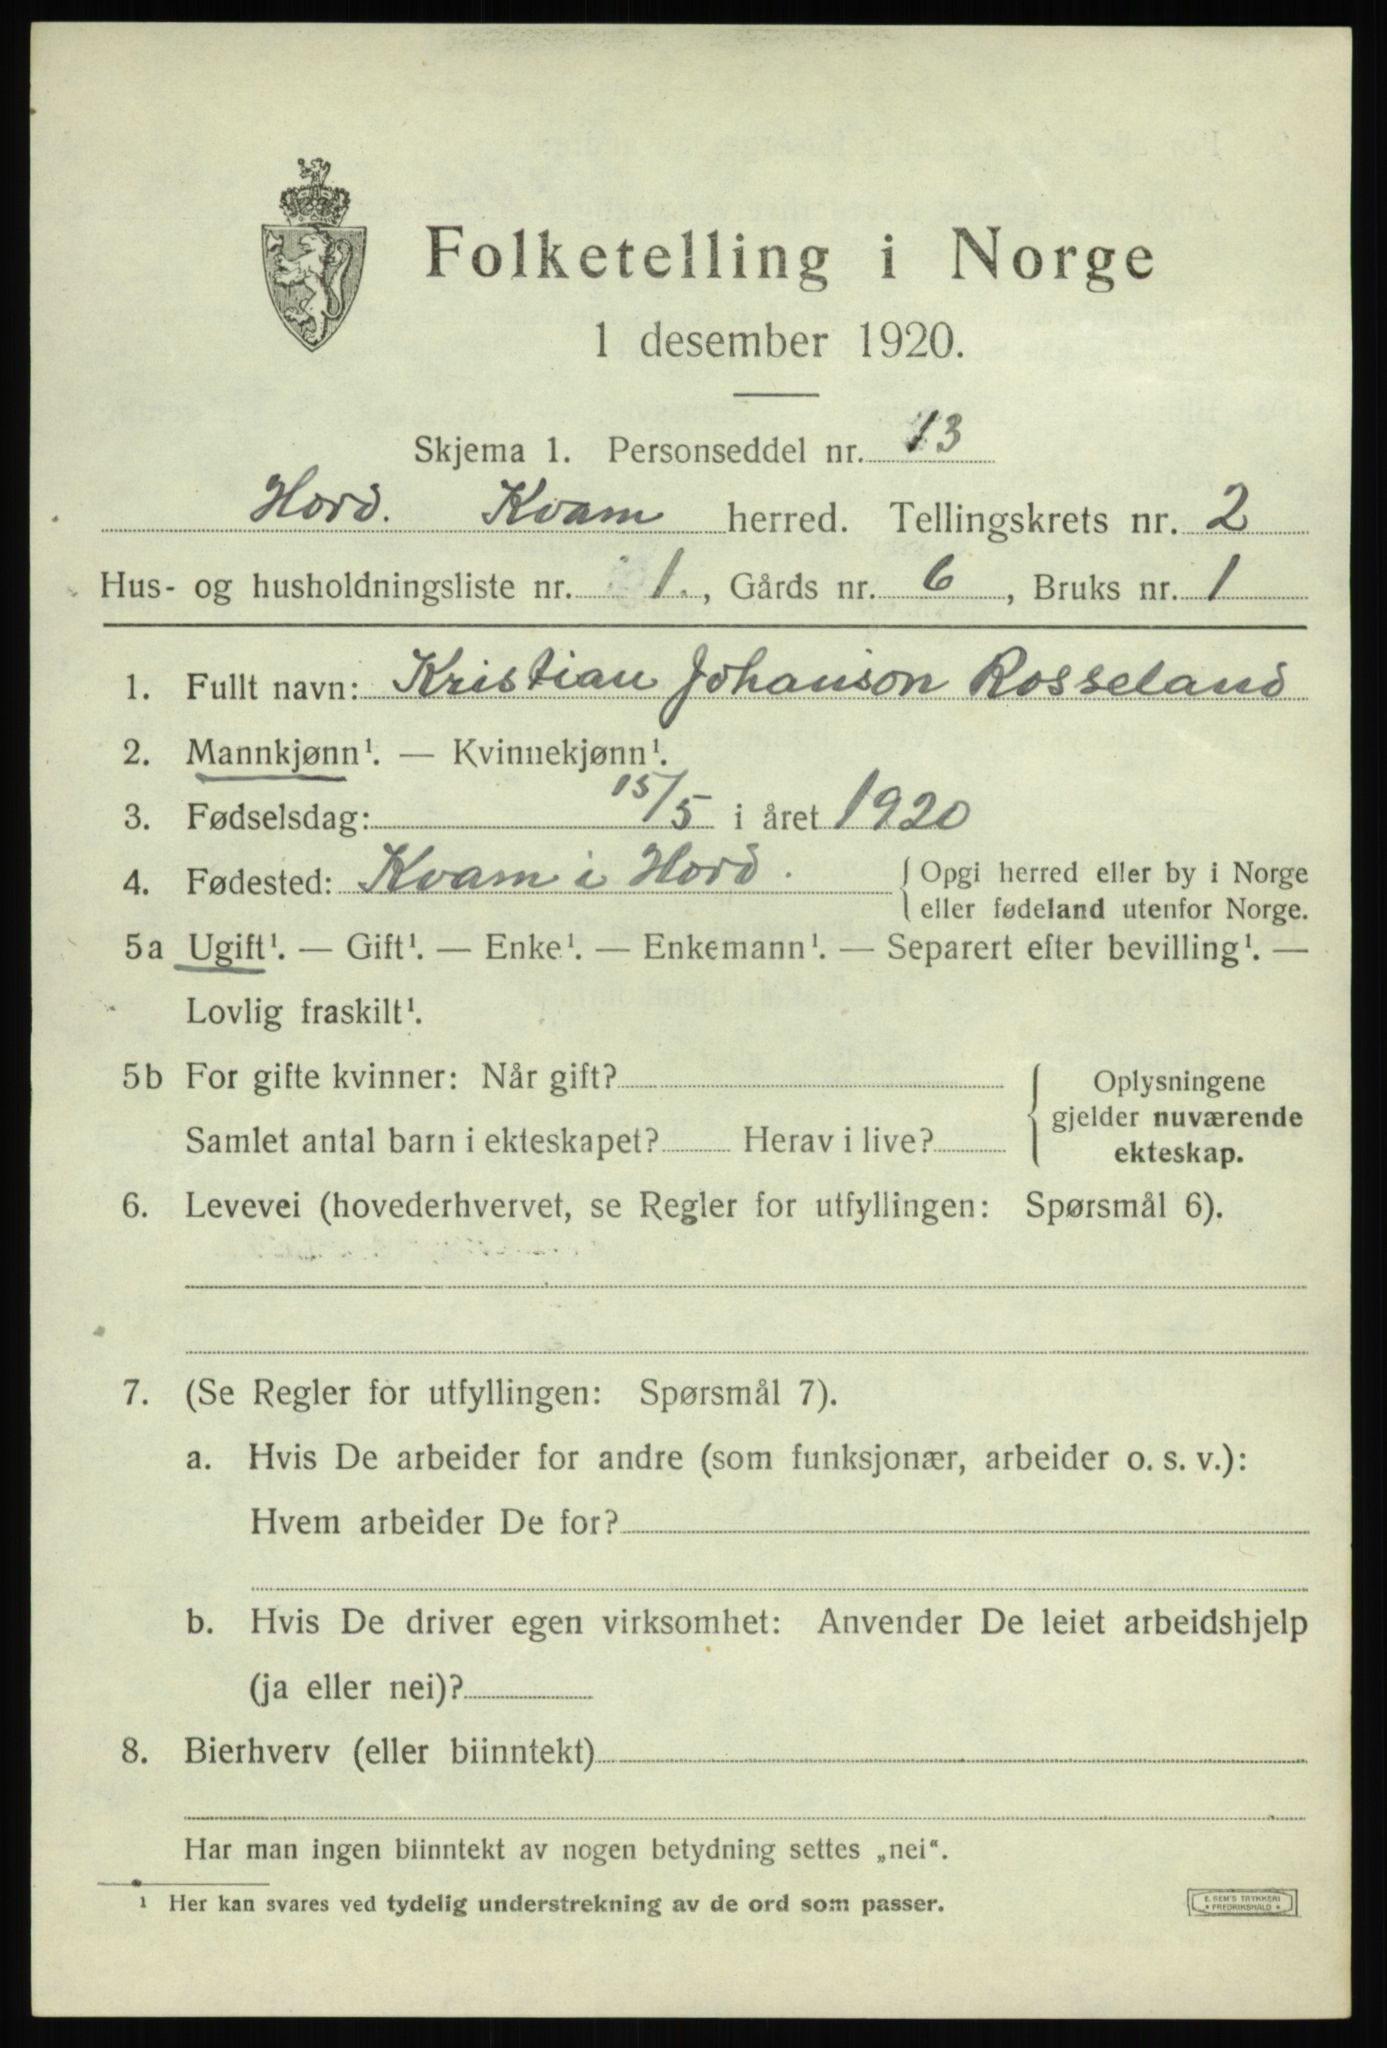 Folketelling i Norge
1 desember 1920.
Skjema 1. Personseddel nr. 13
Hord. Kvam herred. Tellingskrets nr. 2
Hus- og husholdningsliste nr. 1., Gårds nr. 6, Bruks nr. 1
1. Fullt navn: Kristian Johanson Rosseland
2. Mannkjønn¹. — Kvinnekjønn¹.
3. Fødselsdag: 15/5 i året 1920
4. Fødested: Kvam i Hord. { Opgi herred eller by i Norge
eller fødeland utenfor Norge.
5a Ugift¹. — Gift¹. — Enke¹. — Enkemann¹. — Separert efter bevilling¹. —
Lovlig fraskilt¹.
5b For gifte kvinner: Når gift?
Samlet antal barn i ekteskapet? Herav i live?
Oplysningene
gjelder nuværende
ekteskap.
6. Levevei (hovederhvervet, se Regler for utfyllingen: Spørsmål 6).
7. (Se Regler for utfyllingen: Spørsmål 7).
a. Hvis De arbeider for andre (som funksjonær, arbeider o. s. v.):
Hvem arbeider De for?
b. Hvis De driver egen virksomhet: Anvender De leiet arbeidshjelp
(ja eller nei)?
8. Bierhverv (eller biinntekt)
Har man ingen biinntekt av nogen betydning settes „nei“.
¹ Her kan svares ved tydelig understrekning av de ord som passer.
E. SEM'S TRYKKERI
FREDRIKSHALD